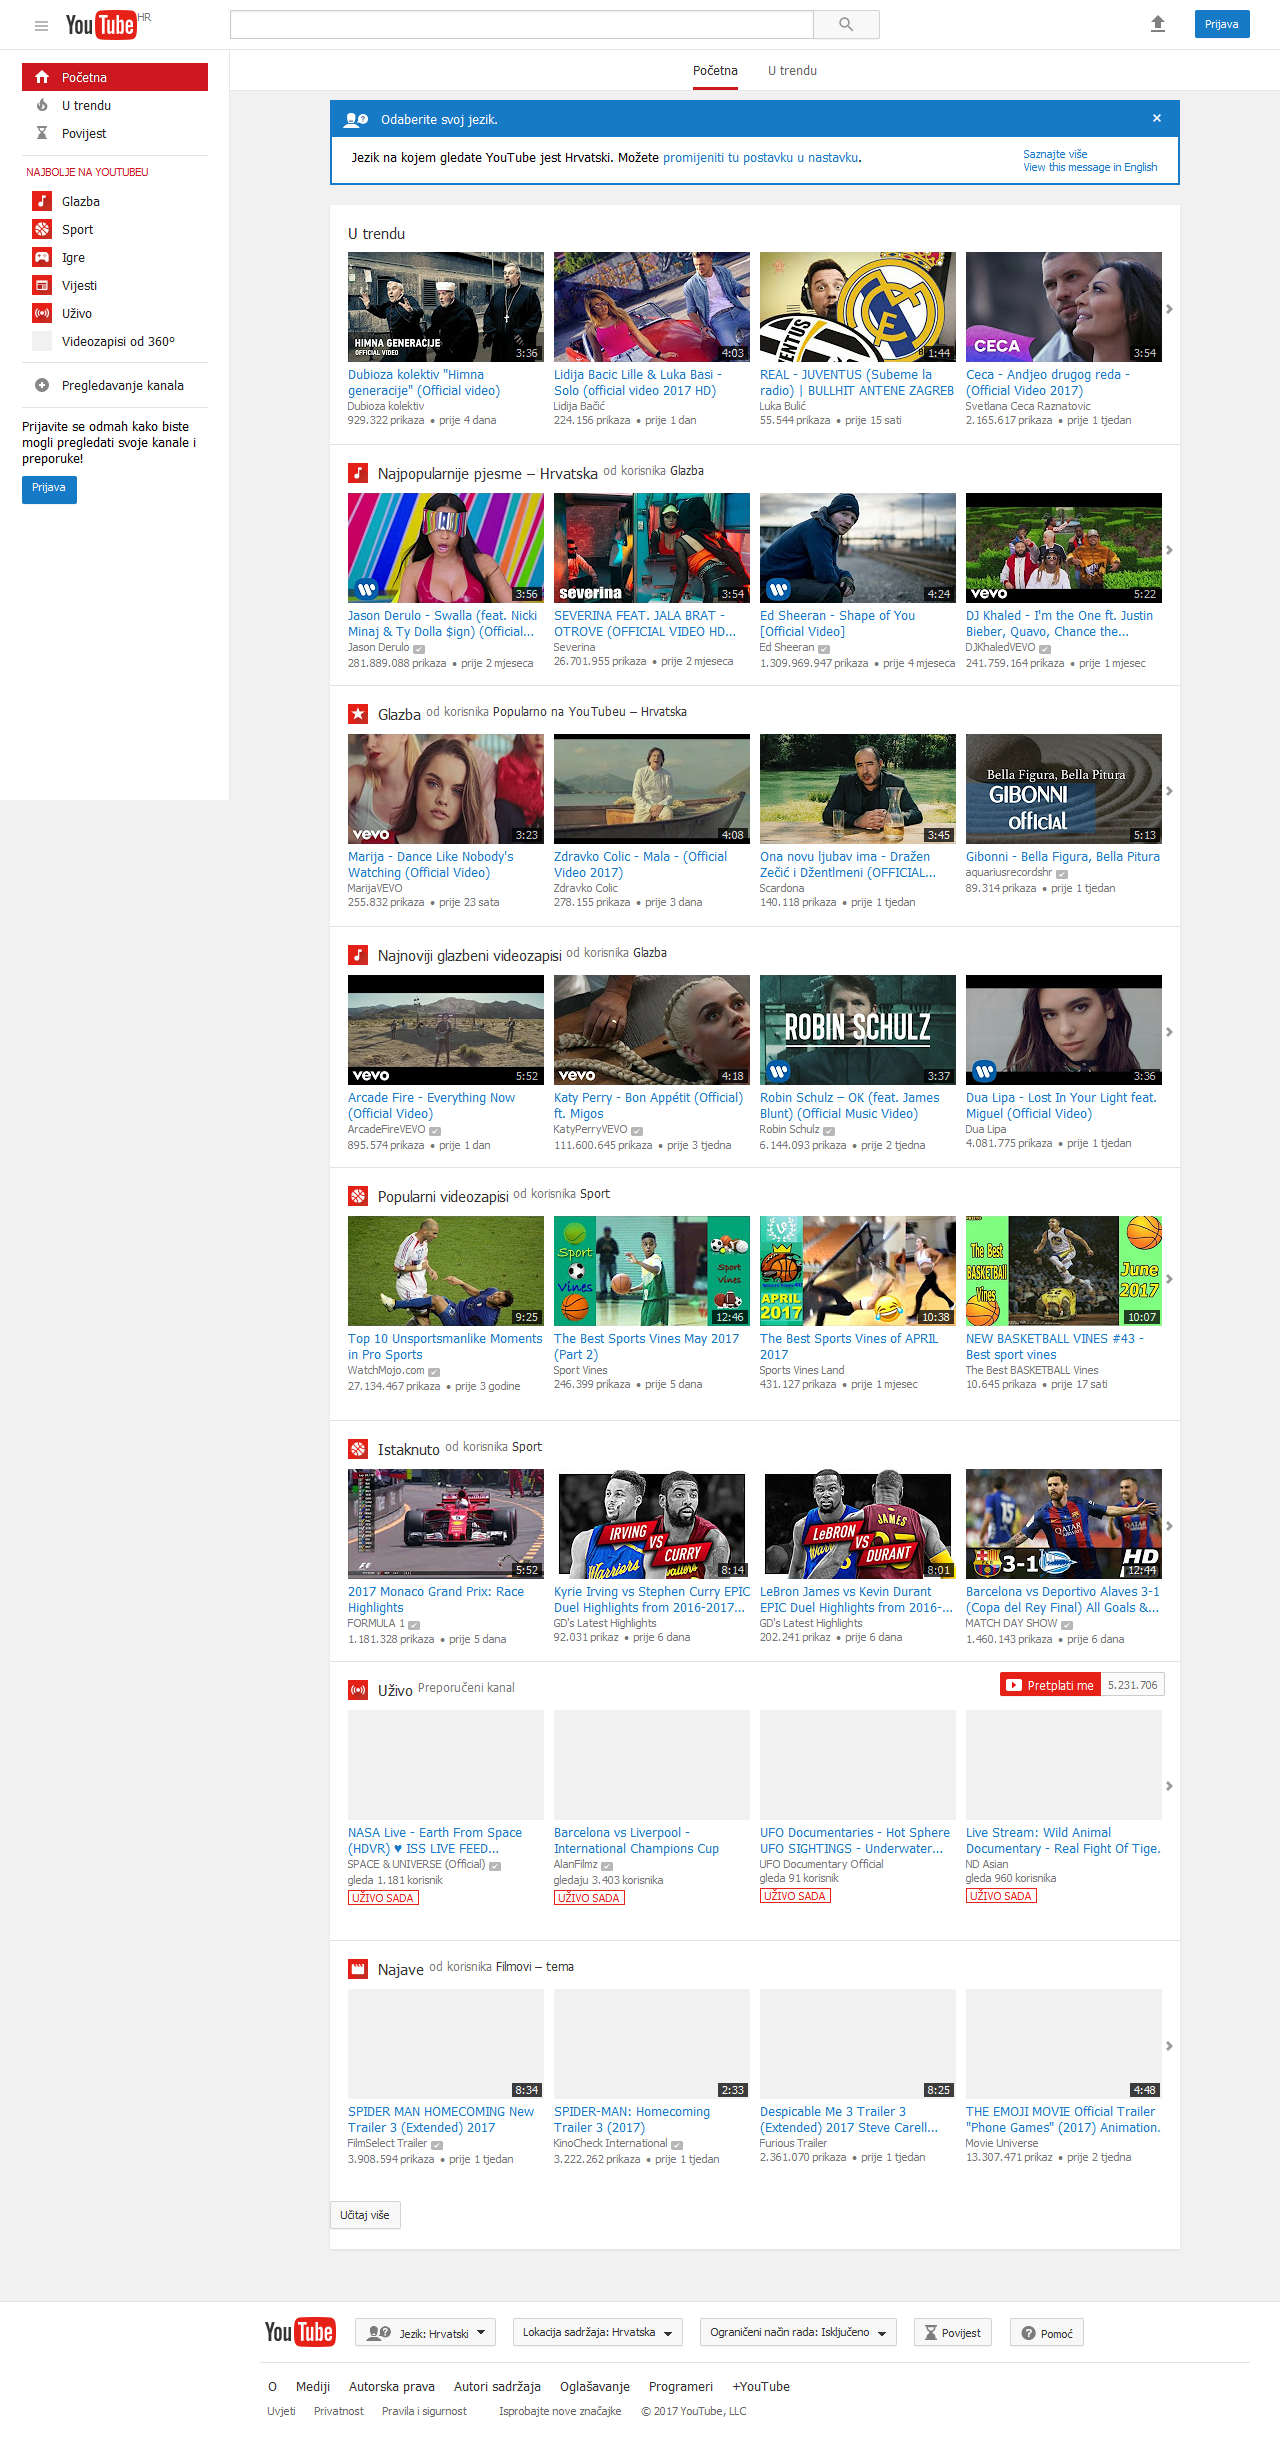 YouTube HR
Prijava
Početna
U trendu
Povijest
NAJBOLJE NA YOUTUBEU
Glazba
Sport
Igre
Vijesti
Uživo
Videozapisi od 360°
Pregledavanje kanala
Prijavite se odmah kako biste
mogli pregledati svoje kanale i
preporuke!
Prijava
Početna U trendu
Odaberite svoj jezik.
Jezik na kojem gledate YouTube jest Hrvatski. Možete promijeniti tu postavku u nastavku.
Saznajte više
View this message in English
U trendu
HIMNA GENERACIJE
OFFICIAL VIDEO
3:36
Dubioza kolektiv "Himna
generacije" (Official video)
Dubioza kolektiv
929.322 prikaza • prije 4 dana
4:03
Lidija Bacic Lille & Luka Basi -
Solo (official video 2017 HD)
Lidija Bačić
224.156 prikaza • prije 1 dan
JUVENTUS
1:44
REAL - JUVENTUS (Subeme la
radio) | BULLHIT ANTENE ZAGREB
Luka Bulić
55.544 prikaza • prije 15 sati
CECA
3:54
Ceca - Andjeo drugog reda -
(Official Video 2017)
Svetlana Ceca Raznatovic
2.165.617 prikaza • prije 1 tjedan
Najpopularnije pjesme – Hrvatska od korisnika Glazba
3:56
Jason Derulo - Swalla (feat. Nicki
Minaj & Ty Dolla $ign) (Official...
Jason Derulo
281.889.088 prikaza • prije 2 mjeseca
severina
3:54
SEVERINA FEAT. JALA BRAT -
OTROVE (OFFICIAL VIDEO HD...
Severina
26.701.955 prikaza • prije 2 mjeseca
4:24
Ed Sheeran - Shape of You
[Official Video]
Ed Sheeran
1.309.969.947 prikaza • prije 4 mjeseca
vevo
5:22
DJ Khaled - I'm the One ft. Justin
Bieber, Quavo, Chance the...
DJKhaledVEVO
241.759.164 prikaza • prije 1 mjesec
Glazba od korisnika Popularno na YouTubeu – Hrvatska
vevo
3:23
Marija - Dance Like Nobody's
Watching (Official Video)
MarijaVEVO
255.832 prikaza • prije 23 sata
4:08
Zdravko Colic - Mala - (Official
Video 2017)
Zdravko Colic
278.155 prikaza • prije 3 dana
3:45
Ona novu ljubav ima - Dražen
Zečić i Džentlmeni (OFFICIAL...
Scardona
140.118 prikaza • prije 1 tjedan
Bella Figura, Bella Pitura
GIBONNI
official
5:13
Gibonni - Bella Figura, Bella Pitura
aquariusrecordshr
89.314 prikaza • prije 1 tjedan
Najnoviji glazbeni videozapisi od korisnika Glazba
vevo
5:52
Arcade Fire - Everything Now
(Official Video)
ArcadeFireVEVO
895.574 prikaza • prije 1 dan
vevo
4:18
Katy Perry - Bon Appétit (Official)
ft. Migos
KatyPerryVEVO
111.600.645 prikaza • prije 3 tjedna
ROBIN SCHULZ
3:37
Robin Schulz – OK (feat. James
Blunt) (Official Music Video)
Robin Schulz
6.144.093 prikaza • prije 2 tjedna
3:36
Dua Lipa - Lost In Your Light feat.
Miguel (Official Video)
Dua Lipa
4.081.775 prikaza • prije 1 tjedan
Popularni videozapisi od korisnika Sport
9:25
Top 10 Unsportsmanlike Moments
in Pro Sports
WatchMojo.com
27.134.467 prikaza • prije 3 godine
Sport
Vines
Sport
Vines
12:46
The Best Sports Vines May 2017
(Part 2)
Sport Vines
246.399 prikaza • prije 5 dana
APRIL
2017
10:38
The Best Sports Vines of APRIL
2017
Sports Vines Land
431.127 prikaza • prije 1 mjesec
The Best
BASKETBALL
Vines
June
2017
10:07
NEW BASKETBALL VINES #43 -
Best sport vines
The Best BASKETBALL Vines
10.645 prikaza • prije 17 sati
Istaknuto od korisnika Sport
5:52
2017 Monaco Grand Prix: Race
Highlights
FORMULA 1
1.181.328 prikaza • prije 5 dana
IRVING
VS
CURRY
8:14
Kyrie Irving vs Stephen Curry EPIC
Duel Highlights from 2016-2017...
GD's Latest Highlights
92.031 prikaz • prije 6 dana
JAMES
LeBRON
VS
DURANT
8:01
LeBron James vs Kevin Durant
EPIC Duel Highlights from 2016-...
GD's Latest Highlights
202.241 prikaz • prije 6 dana
3-1
HD
12:44
Barcelona vs Deportivo Alaves 3-1
(Copa del Rey Final) All Goals &...
MATCH DAY SHOW
1.460.143 prikaza • prije 6 dana
Uživo Preporučeni kanal
Pretplati me 5.231.706
NASA Live - Earth From Space
(HDVR) ♥ ISS LIVE FEED...
SPACE & UNIVERSE (Official)
gleda 1.181 korisnik
UŽIVO SADA
Barcelona vs Liverpool -
International Champions Cup
AlanFilmz
gledaju 3.403 korisnika
UŽIVO SADA
UFO Documentaries - Hot Sphere
UFO SIGHTINGS - Underwater...
UFO Documentary Official
gleda 91 korisnik
UŽIVO SADA
Live Stream: Wild Animal
Documentary - Real Fight Of Tige.
ND Asian
gleda 960 korisnika
UŽIVO SADA
Najave od korisnika Filmovi – tema
8:34
SPIDER MAN HOMECOMING New
Trailer 3 (Extended) 2017
FilmSelect Trailer
3.908.594 prikaza • prije 1 tjedan
2:33
SPIDER-MAN: Homecoming
Trailer 3 (2017)
KinoCheck International
3.222.262 prikaza • prije 1 tjedan
8:25
Despicable Me 3 Trailer 3
(Extended) 2017 Steve Carell...
Furious Trailer
2.361.070 prikaza • prije 1 tjedan
4:48
THE EMOJI MOVIE Official Trailer
"Phone Games" (2017) Animation.
Movie Universe
13.307.471 prikaz • prije 2 tjedna
Učitaj više
YouTube
Jezik: Hrvatski
Lokacija sadržaja: Hrvatska
Ograničeni način rada: Isključeno
Povijest
Pomoć
O Mediji Autorska prava Autori sadržaja Oglašavanje Programeri +YouTube
Uvjeti Privatnost Pravila i sigurnost Isprobajte nove značajke © 2017 YouTube, LLC